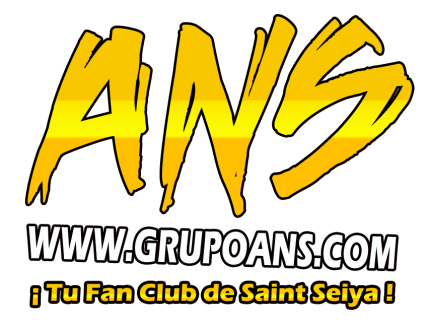 ANS
WWW.GRUPOANS.COM
¡ Tu Fan Club de Saint Seiya !